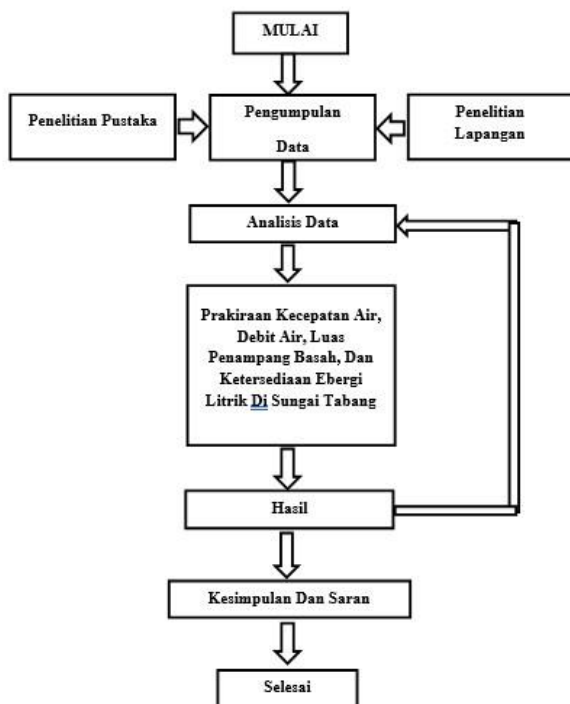 MULAI
Penelitian Pustaka
Pengumpulan
Data
Penelitian
Lapangan
Analisis Data
Prakiraan Kecepatan Air,
Debit Air, Luas
Penampang Basah, Dan
Ketersediaan Ebergi
Litrik Di Sungai Tabang
Hasil
Kesimpulan Dan Saran
Selesai